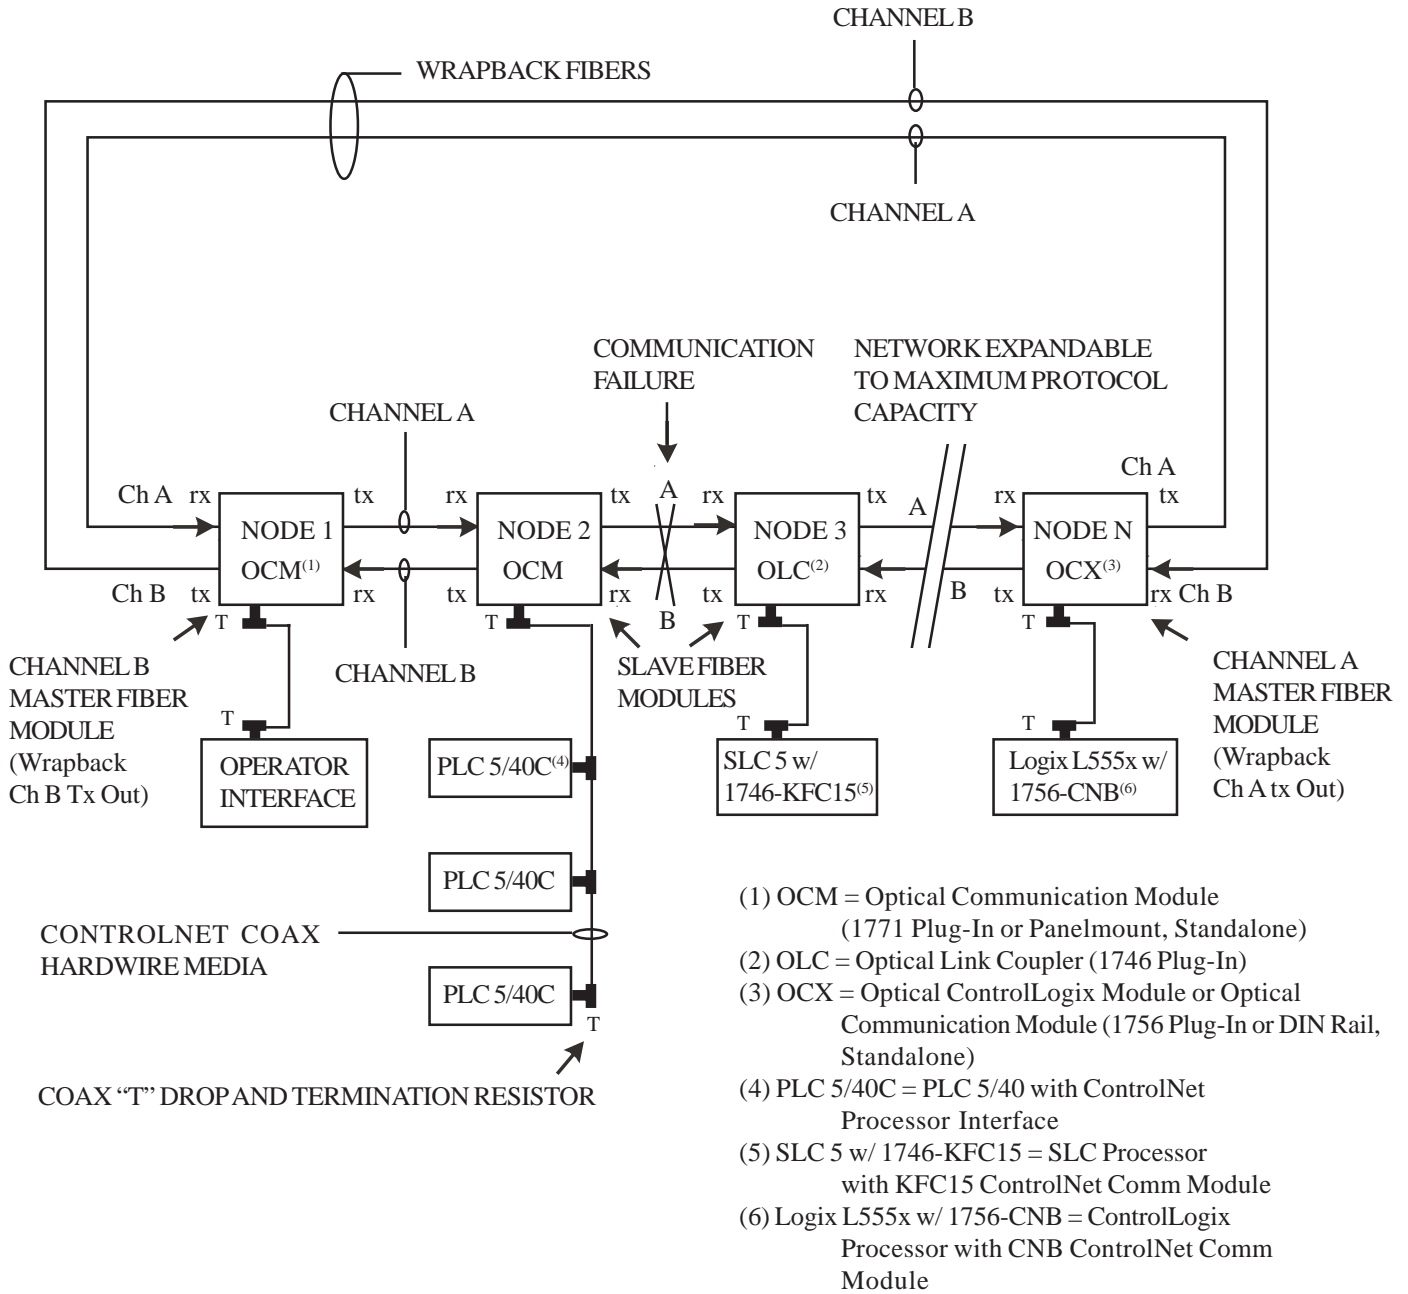 CHANNEL B
WRAPBACK FIBERS
CHANNEL A
COMMUNICATION
FAILURE
NETWORK EXPANDABLE
TO MAXIMUM PROTOCOL
CAPACITY
CHANNEL A
Ch A rx
tx
rx
tx
A
rx
tx
A
rx
Ch A
tx
NODE 1
OCM(1)
NODE 2
OCM
NODE 3
OLC(2)
NODE N
OCX(3)
Ch B tx
rx
tx
rx
B
tx
rx
B
tx
rx Ch B
T
T
T
T
CHANNEL B
MASTER FIBER
MODULE
(Wrapback
Ch B Tx Out)
CHANNEL B
SLAVE FIBER
MODULES
CHANNEL A
MASTER FIBER
MODULE
(Wrapback
Ch A tx Out)
T
T
T
OPERATOR
INTERFACE
PLC 5/40C(4)
SLC 5 w/
1746-KFC15(5)
Logix L555x w/
1756-CNB(6)
PLC 5/40C
CONTROLNET COAX
HARDWIRE MEDIA
PLC 5/40C
T
COAX “T” DROP AND TERMINATION RESISTOR
(1) OCM = Optical Communication Module
(1771 Plug-In or Panelmount, Standalone)
(2) OLC = Optical Link Coupler (1746 Plug-In)
(3) OCX = Optical ControlLogix Module or Optical
Communication Module (1756 Plug-In or DIN Rail,
Standalone)
(4) PLC 5/40C = PLC 5/40 with ControlNet
Processor Interface
(5) SLC 5 w/ 1746-KFC15 = SLC Processor
with KFC15 ControlNet Comm Module
(6) Logix L555x w/ 1756-CNB = ControlLogix
Processor with CNB ControlNet Comm
Module